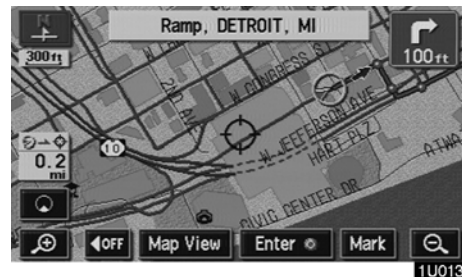 Ramp, DETROIT, MI
300ft
100ft
W CONGRESS ST
2ND AVE
W JEFFERSON AVE
HART PLZ
ATWA
10
0.2
mi
CIVIC CENTER DR
OFF
Map View
Enter
Mark
1U013